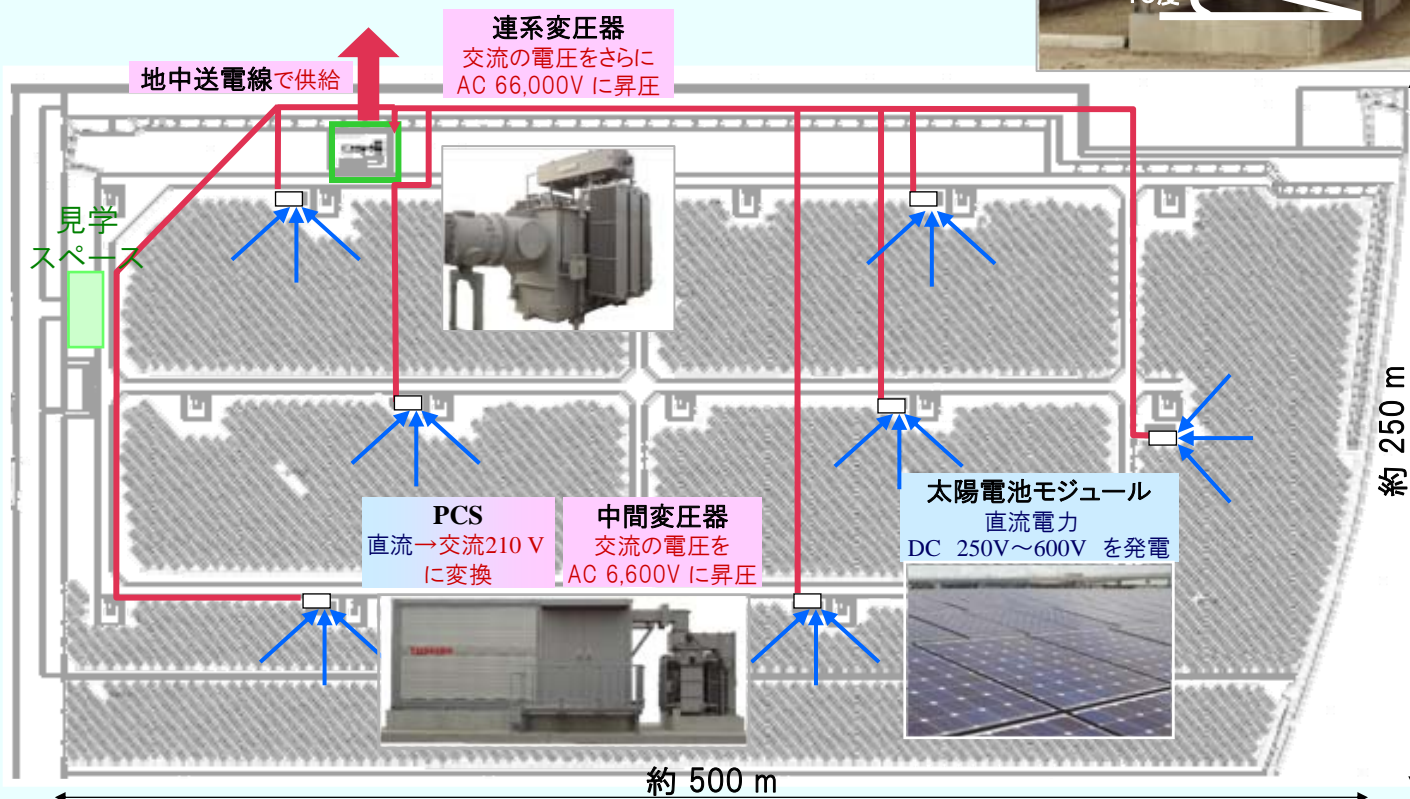 連系変圧器
交流の電圧をさらに
AC 66,000V に昇圧
地中送電線で供給
見学
スペース
約 250 m
PCS
直流→交流210 V
に変換
中間変圧器
交流の電圧を
AC 6,600V に昇圧
太陽電池モジュール
直流電力
DC 250V～600V を発電
約 500 m